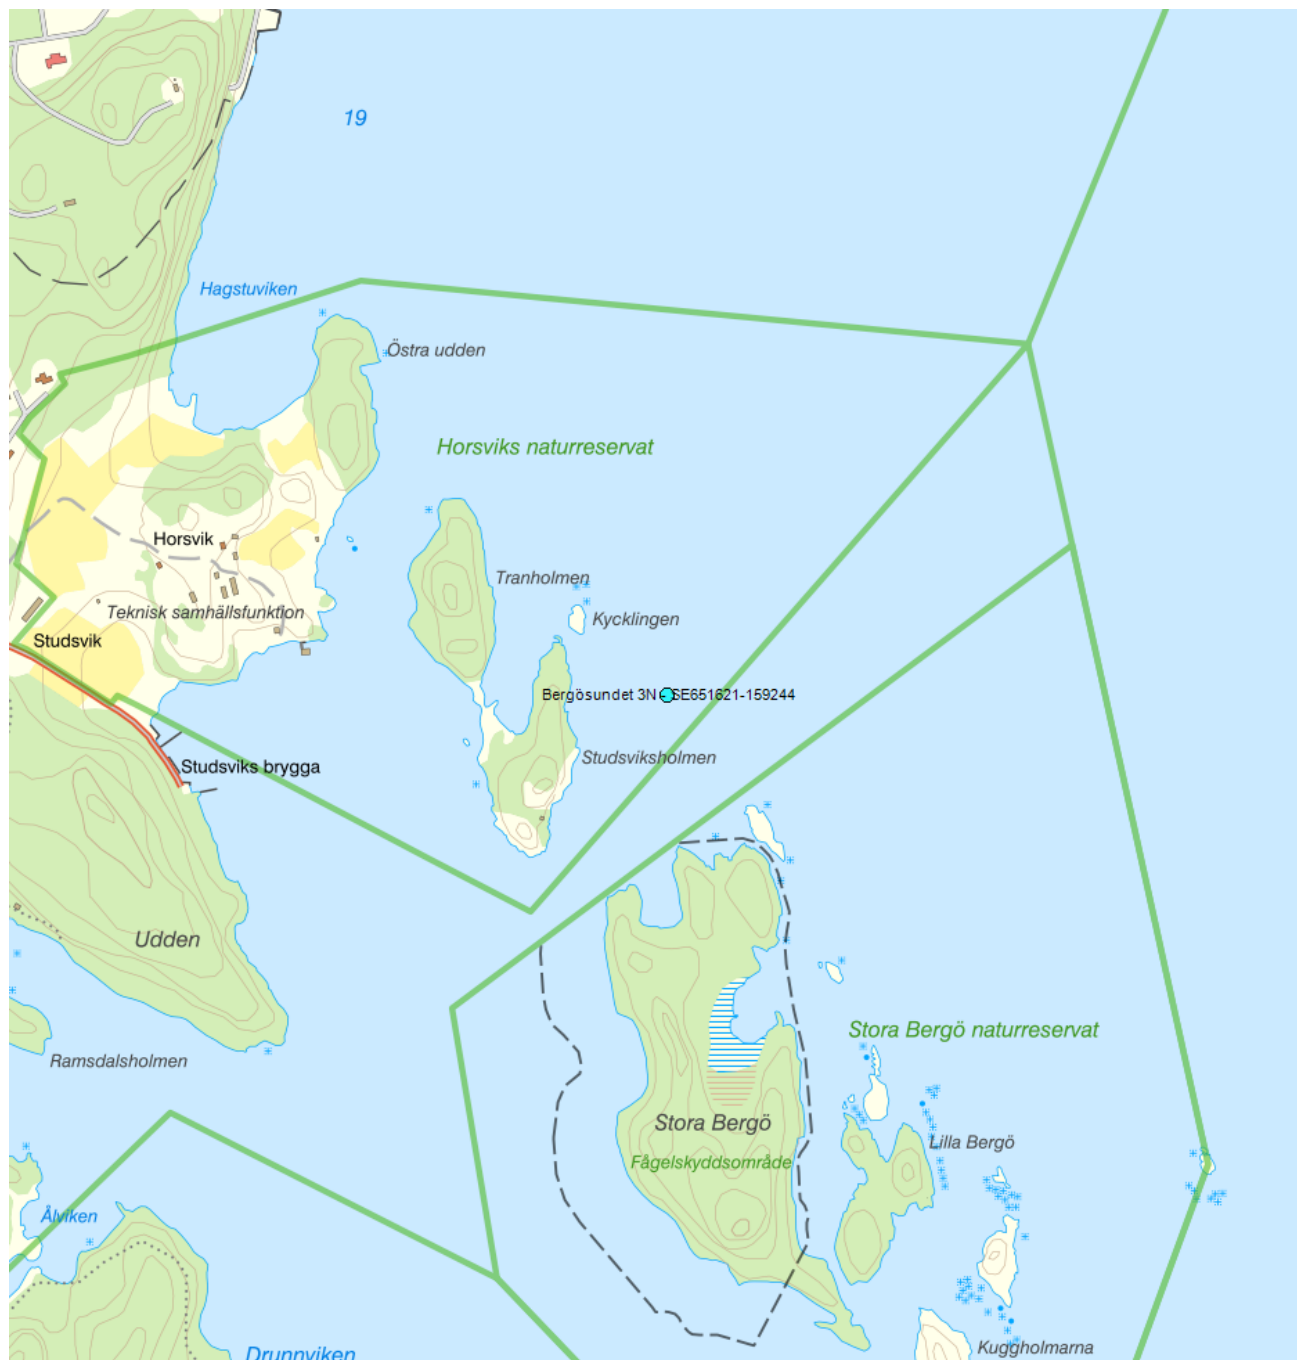 19
Hagstuviken
Östra udden
Horsviks naturreservat
Horsvik
Tranholmen
Teknisk samhällsfunktion
Kycklingen
Studsvik
Bergösundet 3N - SE651621-159244
Studsviksholmen
Studsviks brygga
Udden
Stora Bergö naturreservat
Ramsdalsholmen
Stora Bergö
Lilla Bergö
Fågelskyddsområde
Ålviken
Kuggholmarna
Drunnviken